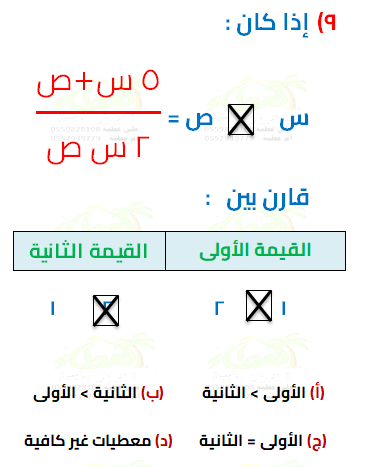 ٩) إذا كان :
س ☒ ص = ٥ س + ص / ٢ س ص
قارن بين :
القيمة الأولى القيمة الثانية
١ ☒ ٢ ☒ ١
(أ) الأولى > الثانية (ب) الثانية > الأولى
(ج) الأولى = الثانية (د) معطيات غير كافية